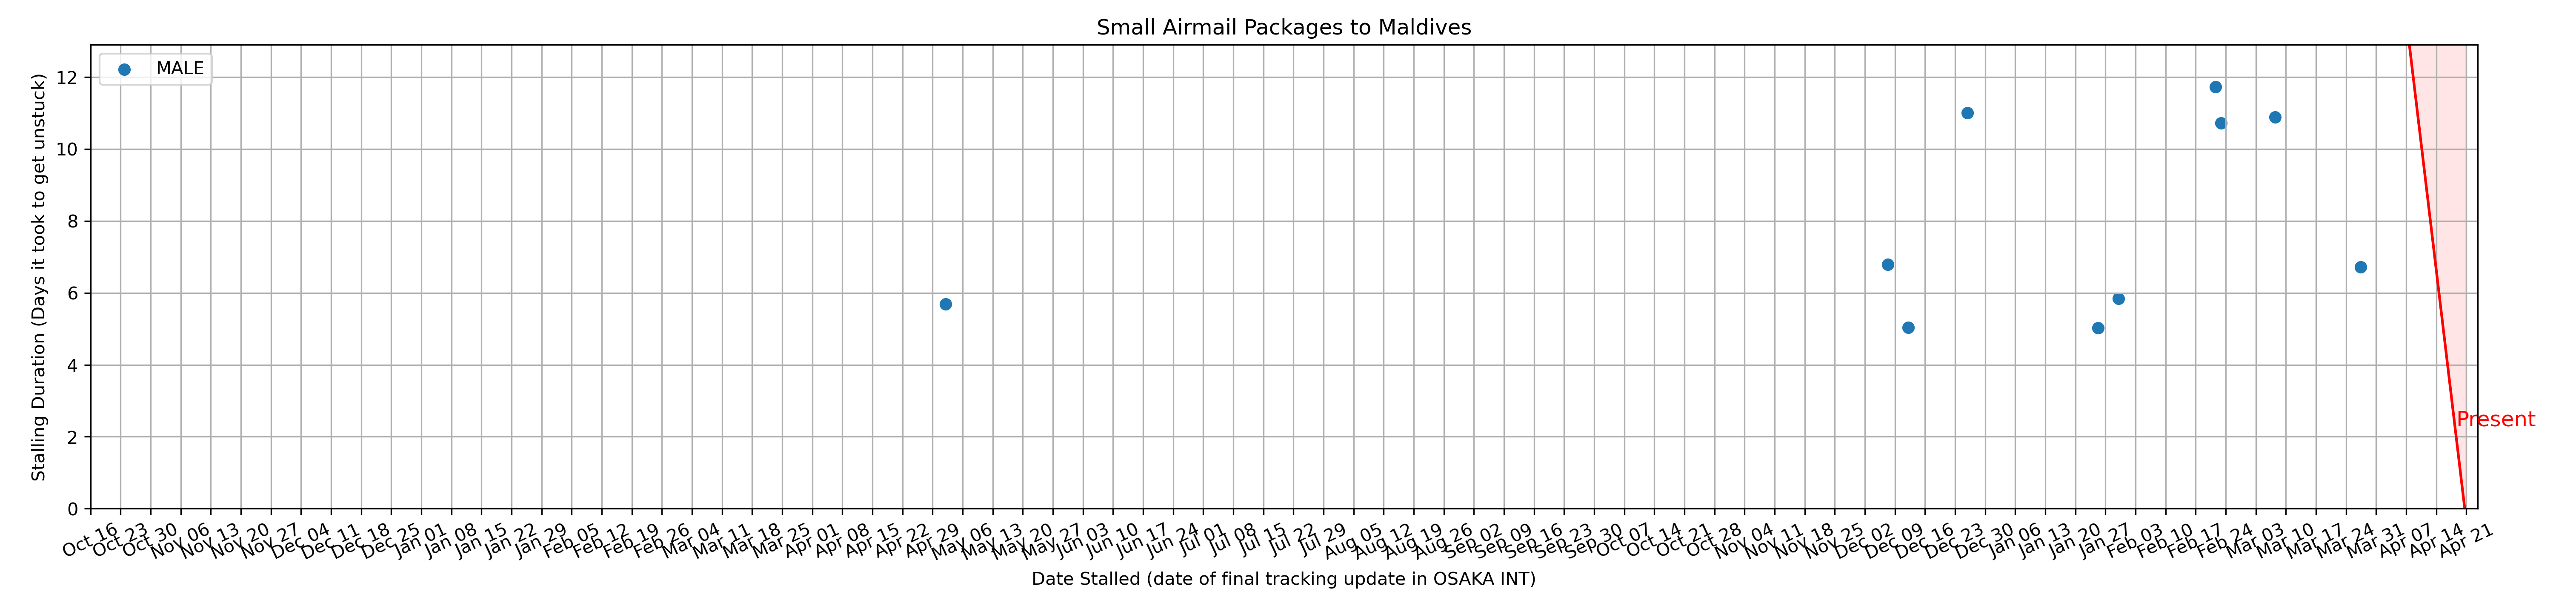 Small Airmail Packages to Maldives
MALE
Stalling Duration (Days it took to get unstuck)
12
10
8
6
4
2
0
Present
Oct 16
Oct 23
Oct 30
Nov 06
Nov 13
Nov 20
Nov 27
Dec 04
Dec 11
Dec 18
Dec 25
Jan 01
Jan 08
Jan 15
Jan 22
Jan 29
Feb 05
Feb 12
Feb 19
Feb 26
Mar 04
Mar 11
Mar 18
Mar 25
Apr 01
Apr 08
Apr 15
Apr 22
Apr 29
May 06
May 13
May 20
May 27
Jun 03
Jun 10
Jun 17
Jun 24
Jul 01
Jul 08
Jul 15
Jul 22
Jul 29
Aug 05
Aug 12
Aug 19
Aug 26
Sep 02
Sep 09
Sep 16
Sep 23
Sep 30
Oct 07
Oct 14
Oct 21
Oct 28
Nov 04
Nov 11
Nov 18
Nov 25
Dec 02
Dec 09
Dec 16
Dec 23
Dec 30
Jan 06
Jan 13
Jan 20
Jan 27
Feb 03
Feb 10
Feb 17
Feb 24
Mar 03
Mar 10
Mar 17
Mar 24
Mar 31
Apr 07
Apr 14
Apr 21
Date Stalled (date of final tracking update in OSAKA INT)